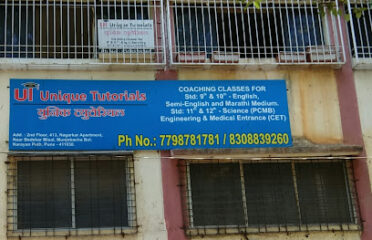 Unique Tutorials
UT Unique Tutorials
युनिक ट्युटोरियल्स
Add :- 2nd Floor, 412, Nagarkar Apartment,
Narayan Peth, Pune - 411030.
COACHING CLASSES FOR
Std: 9th & 10th - English,
Semi-English and Marathi Medium.
Std: 11th & 12th - Science (PCMB)
Engineering & Medical Entrance (CET)
Ph No.: 7798781781 / 8308839260